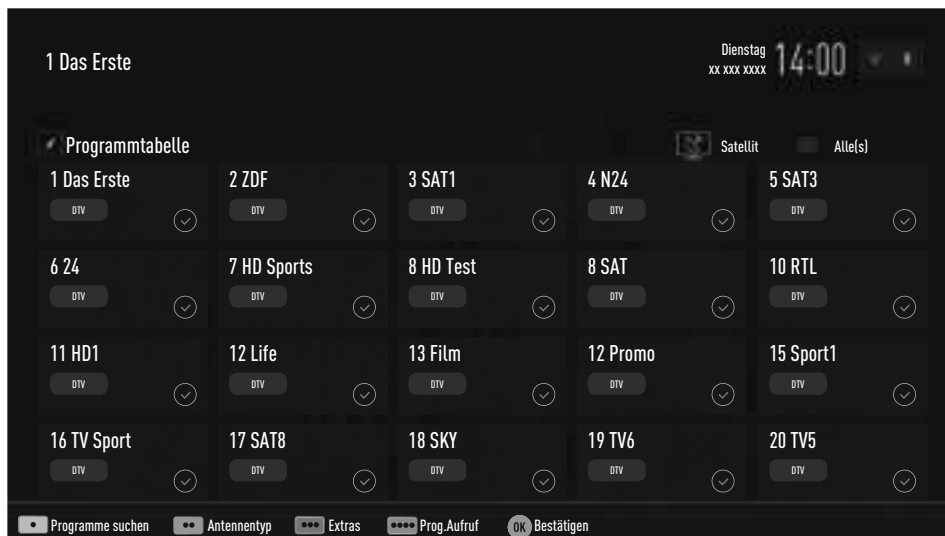 1 Das Erste
Dienstag
xx xxx xxxx
14:00
Programmtabelle
Satellit
Alle(s)
1 Das Erste
DTV
2 ZDF
DTV
3 SAT1
DTV
4 N24
DTV
5 SAT3
DTV
6 24
DTV
7 HD Sports
DTV
8 HD Test
DTV
8 SAT
DTV
10 RTL
DTV
11 HD1
DTV
12 Life
DTV
13 Film
DTV
12 Promo
DTV
15 Sport1
DTV
16 TV Sport
DTV
17 SAT8
DTV
18 SKY
DTV
19 TV6
DTV
20 TV5
DTV
Programme suchen
Antennentyp
Extras
Prog.Aufruf
OK Bestätigen